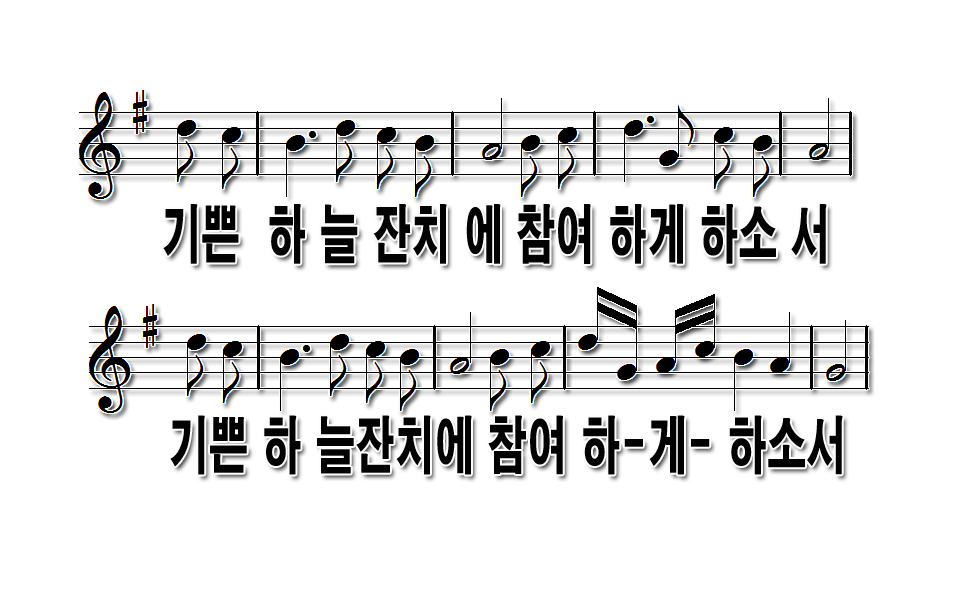 기쁜 하 늘 잔치 에 참여 하게 하소 서
기쁜 하 늘잔치에 참여 하-게- 하소서